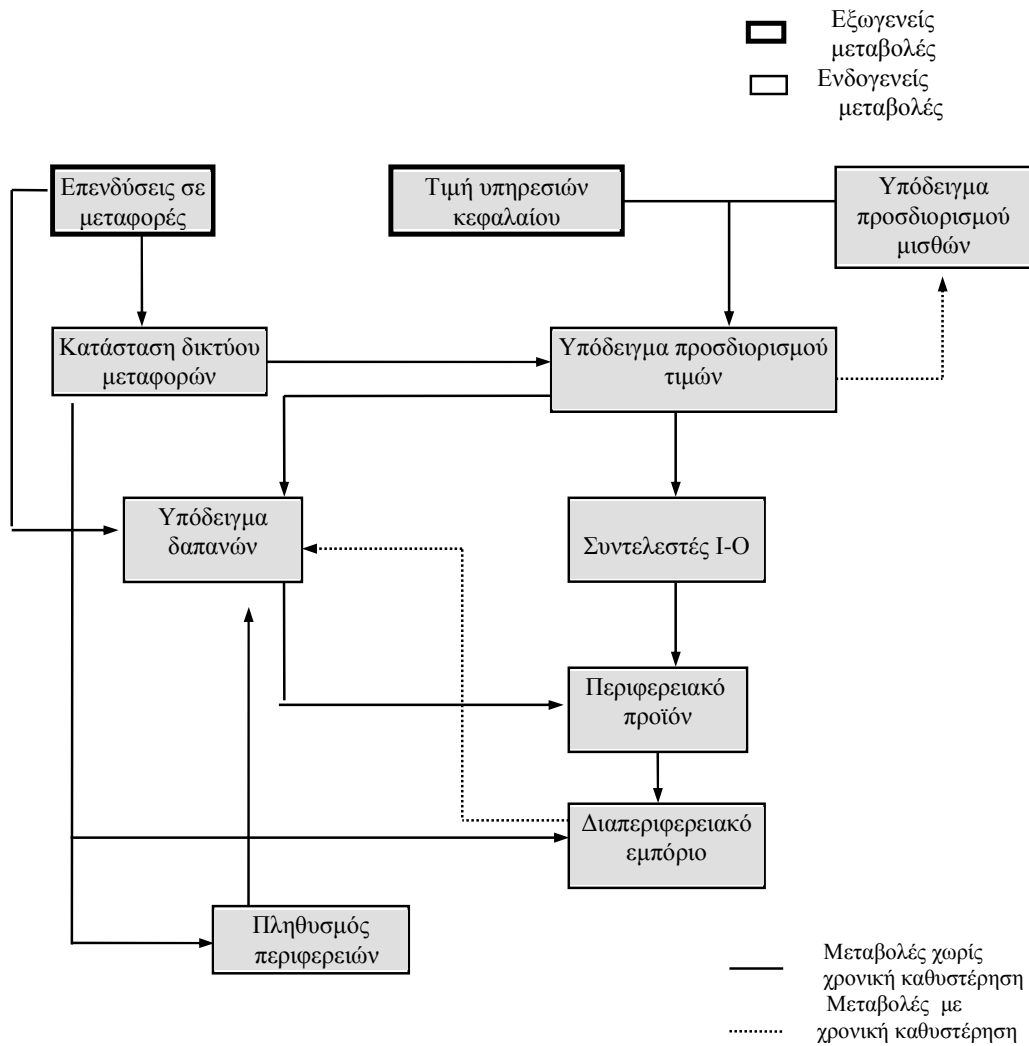 Εξωγενείς
μεταβολές
Ενδογενείς
μεταβολές
Επενδύσεις σε
μεταφορές
Τιμή υπηρεσιών
κεφαλαίου
Υπόδειγμα
προσδιορισμού
μισθών
Κατάσταση δικτύου
μεταφορών
Υπόδειγμα προσδιορισμού
τιμών
Υπόδειγμα
δαπανών
Συντελεστές Ι-Ο
Περιφερειακό
προϊόν
Διαπεριφερειακό
εμπόριο
Πληθυσμός
περιφερειών
Μεταβολές χωρίς
χρονική καθυστέρηση
Μεταβολές με
χρονική καθυστέρηση